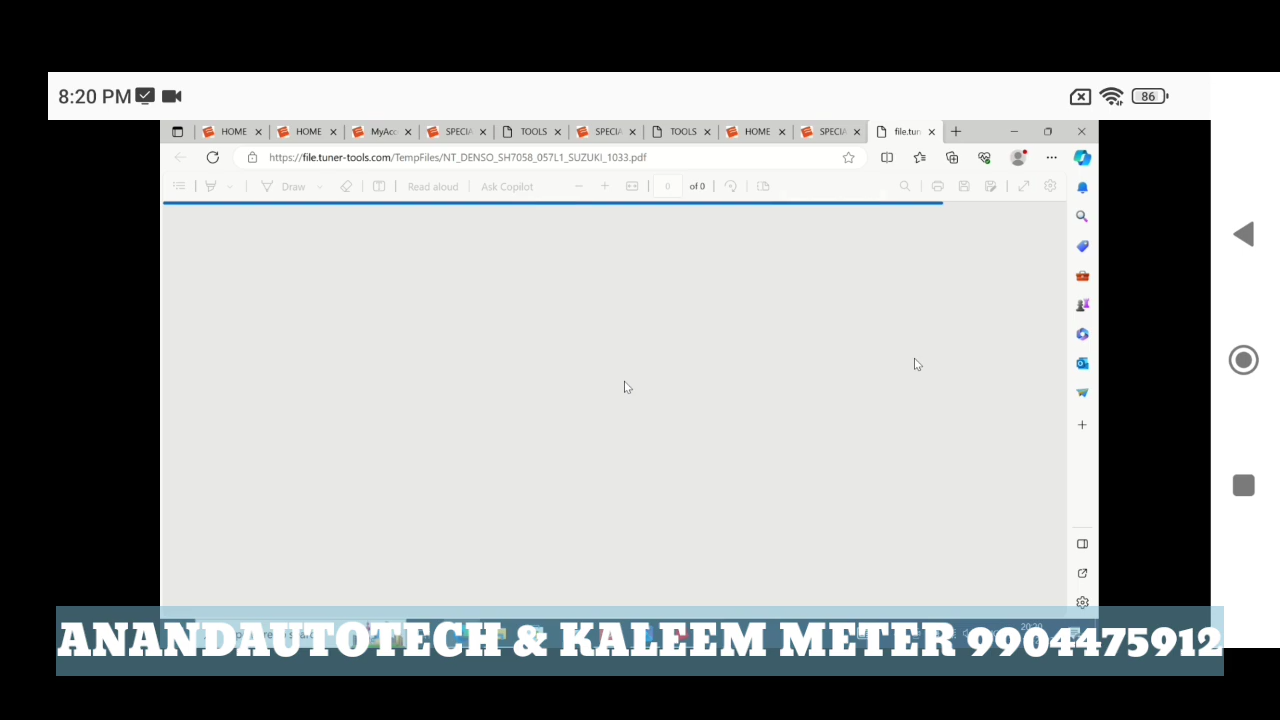 8:20 PM 86
HOME HOME MyAcc SPECIA TOOLS SPECIA TOOLS HOME SPECIA file.tun
https://file.tuner-tools.com/TempFiles/NT_DENSO_SH7058_057L1_SUZUKI_1033.pdf
Draw Read aloud Ask Copilot 0 of 0
ANANDAUTOTECH & KALEEM METER 9904475912